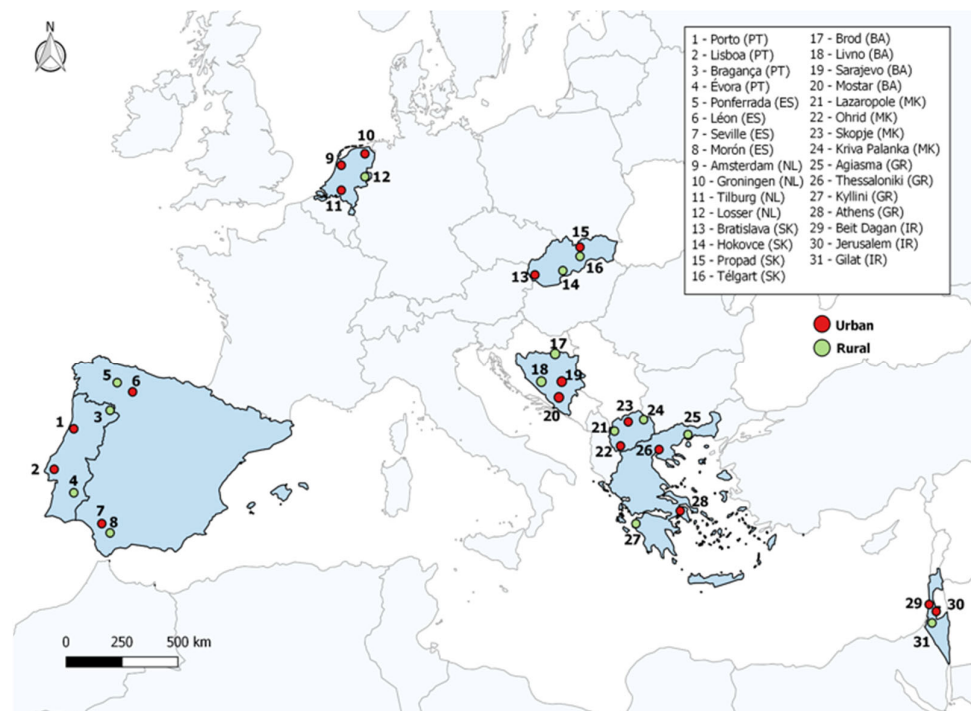 N
1 - Porto (PT)
2 - Lisboa (PT)
3 - Bragança (PT)
4 - Évora (PT)
5 - Ponferrada (ES)
6 - Léon (ES)
7 - Seville (ES)
8 - Morón (ES)
9 - Amsterdam (NL)
10 - Groningen (NL)
11 - Tilburg (NL)
12 - Losser (NL)
13 - Bratislava (SK)
14 - Hokovce (SK)
15 - Propad (SK)
16 - Télgart (SK)
17 - Brod (BA)
18 - Livno (BA)
19 - Sarajevo (BA)
20 - Mostar (BA)
21 - Lazaropole (MK)
22 - Ohrid (MK)
23 - Skopje (MK)
24 - Kriva Palanka (MK)
25 - Agiasma (GR)
26 - Thessaloniki (GR)
27 - Kyllini (GR)
28 - Athens (GR)
29 - Beit Dagan (IR)
30 - Jerusalem (IR)
31 - Gilat (IR)
Urban
Rural
10
9
12
11
15
16
13
14
17
18
19
20
5
6
3
1
2
4
7
8
23
24
25
21
22
26
28
27
29
30
31
0 250 500 km